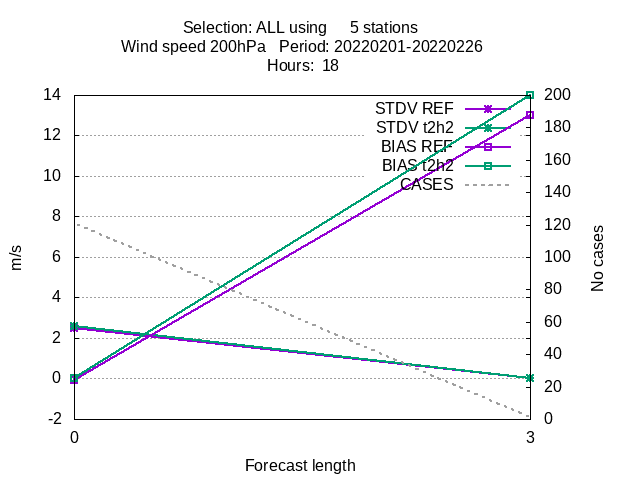 Selection: ALL using     5 stations
Wind speed 200hPa   Period: 20220201-20220226
Hours:  18
STDV REF
STDV t2h2
BIAS REF
BIAS t2h2
CASES
14
12
10
8
6
4
2
0
-2
200
180
160
140
120
100
80
60
40
20
0
m/s
No cases
0
3
Forecast length